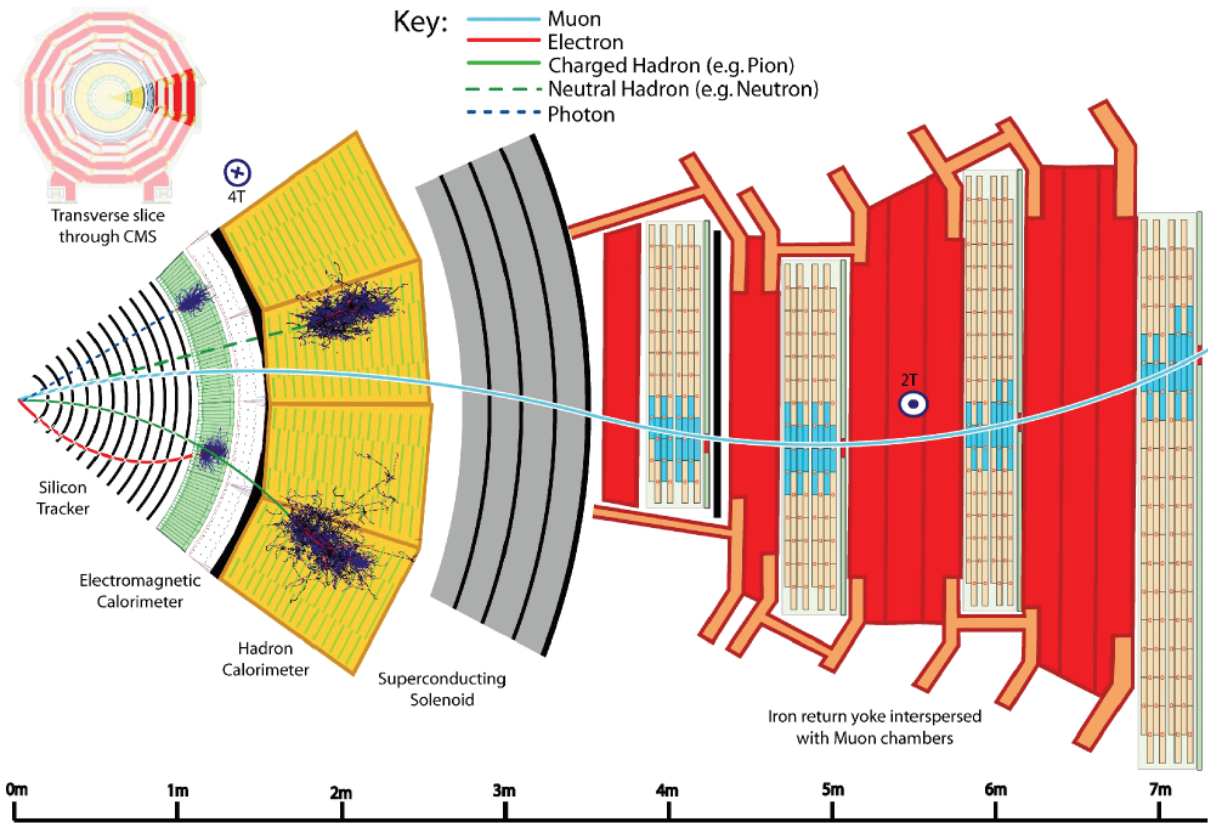 Key:
Muon
Electron
Charged Hadron (e.g. Pion)
Neutral Hadron (e.g. Neutron)
Photon
Transverse slice
through CMS
4T
2T
Silicon
Tracker
Electromagnetic
Calorimeter
Hadron
Calorimeter
Superconducting
Solenoid
Iron return yoke interspersed
with Muon chambers
0m 1m 2m 3m 4m 5m 6m 7m